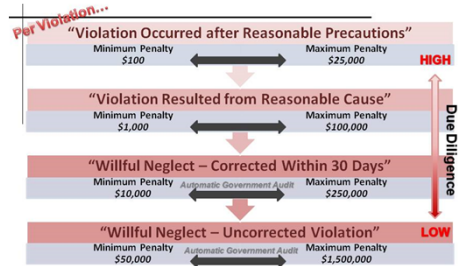 Per Violation...
“Violation Occurred after Reasonable Precautions”
Minimum Penalty Maximum Penalty
$100 $25,000
HIGH
“Violation Resulted from Reasonable Cause”
Minimum Penalty Maximum Penalty
$1,000 $100,000
Due Diligence
“Willful Neglect – Corrected Within 30 Days”
Minimum Penalty Automatic Government Audit Maximum Penalty
$10,000 $250,000
“Willful Neglect – Uncorrected Violation”
LOW
Minimum Penalty Automatic Government Audit Maximum Penalty
$50,000 $1,500,000